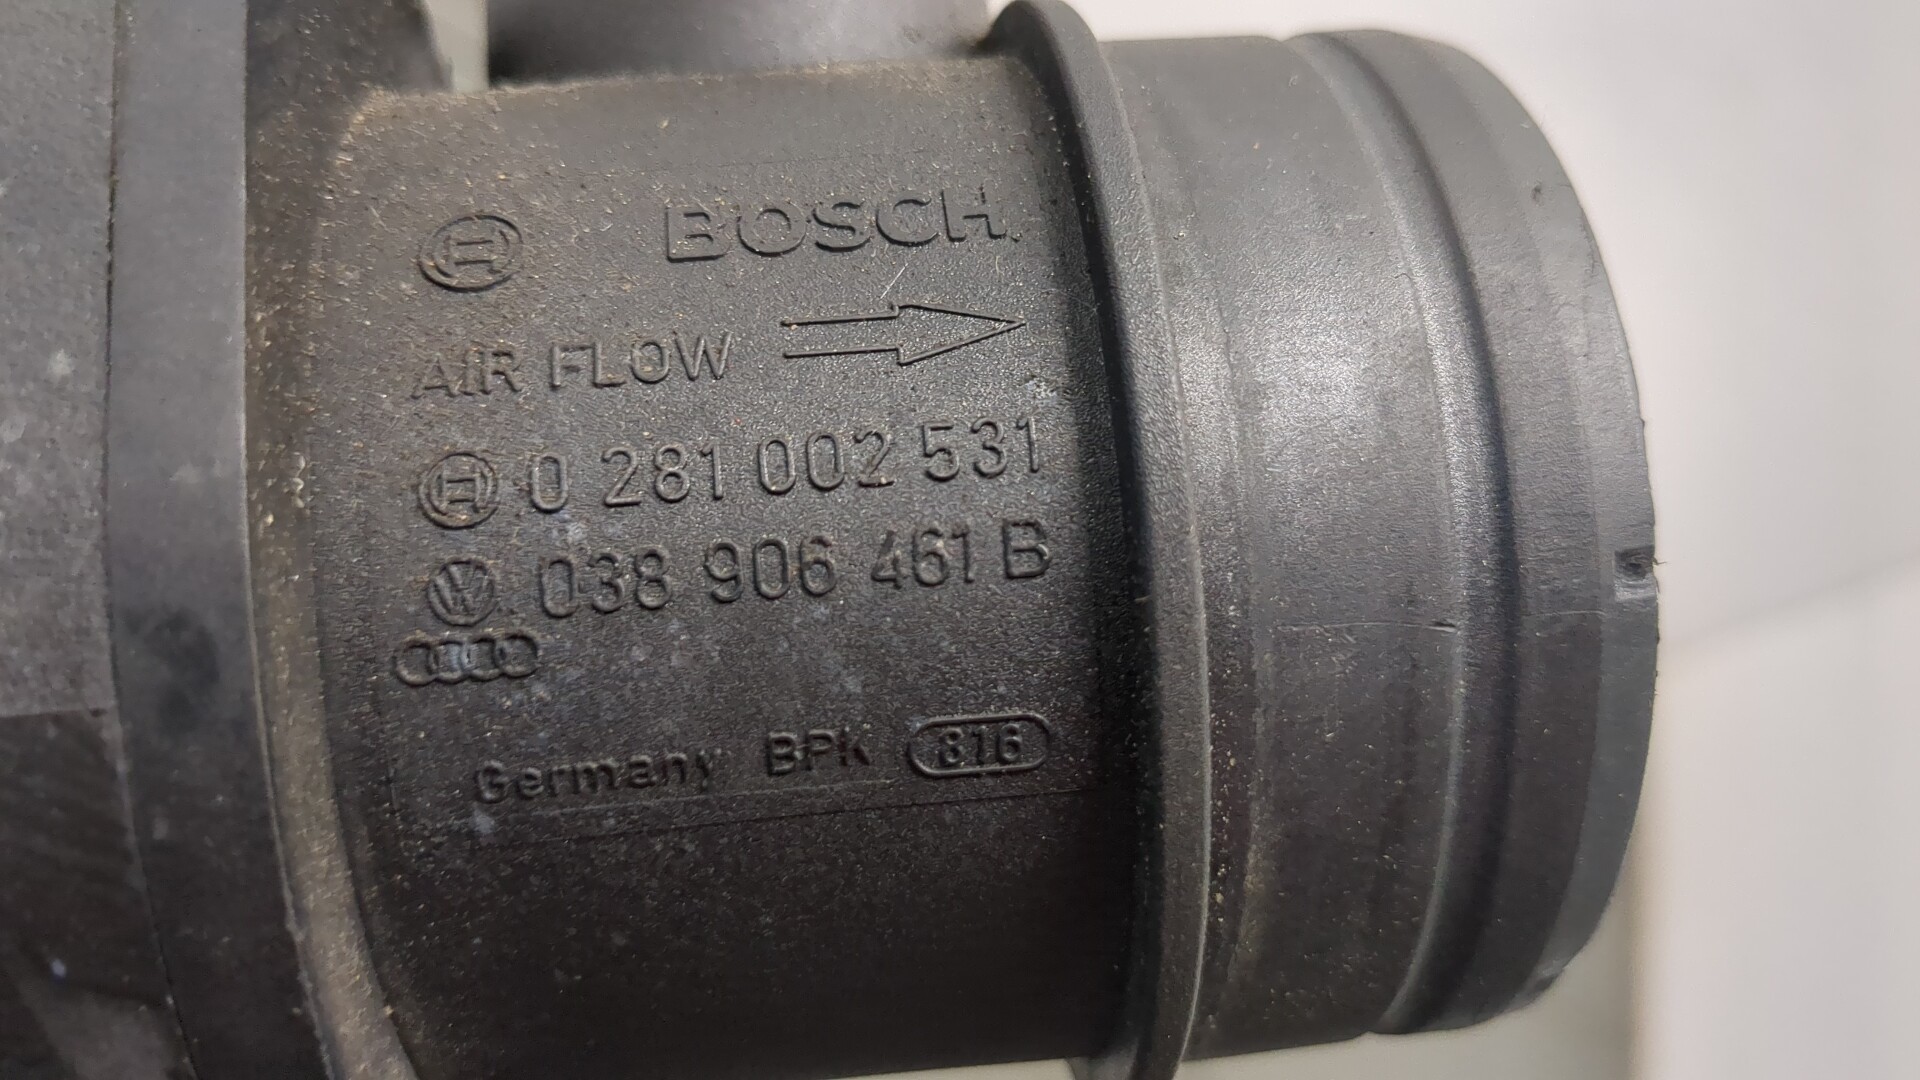 BOSCH
AIR FLOW
0 281 002 531
038 906 461 B
Germany BPK 816